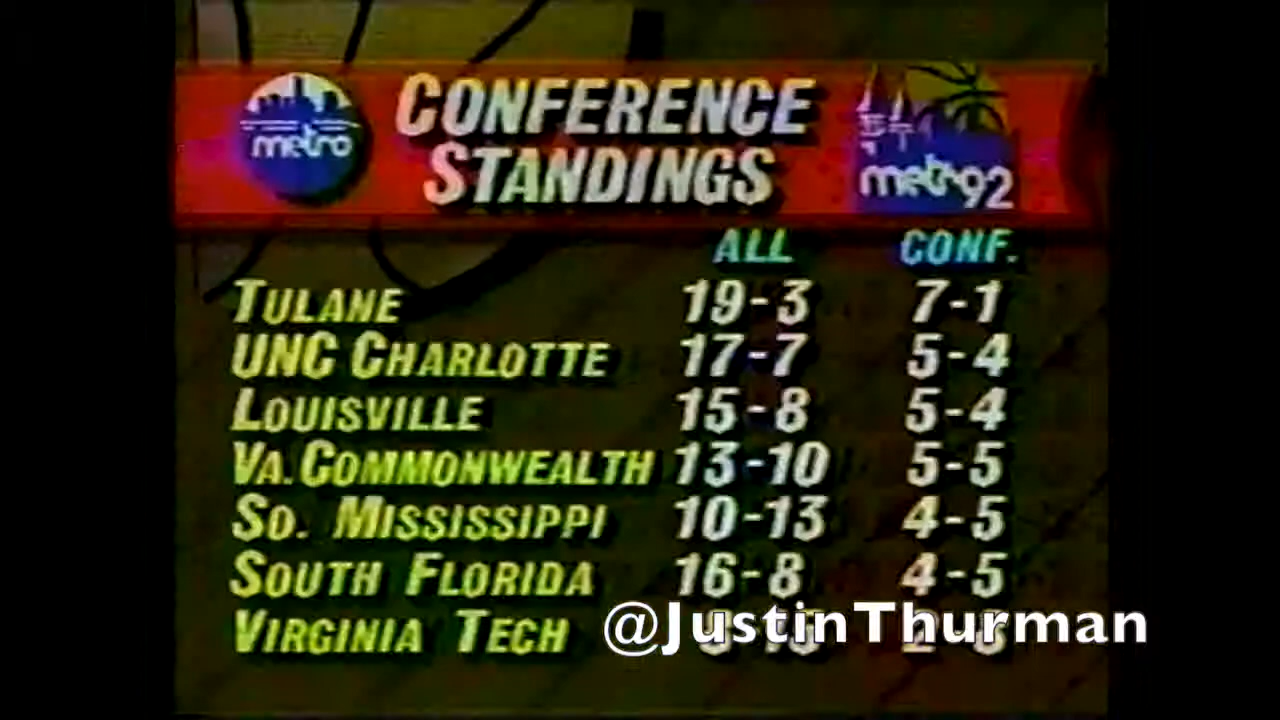 metro
CONFERENCE
STANDINGS
metro92
ALL CONF.
TULANE 19-3 7-1
UNC CHARLOTTE 17-7 5-4
LOUISVILLE 15-8 5-4
VA. COMMONWEALTH 13-10 5-5
SO. MISSISSIPPI 10-13 4-5
SOUTH FLORIDA 16-8 4-5
VIRGINIA TECH
@JustinThurman